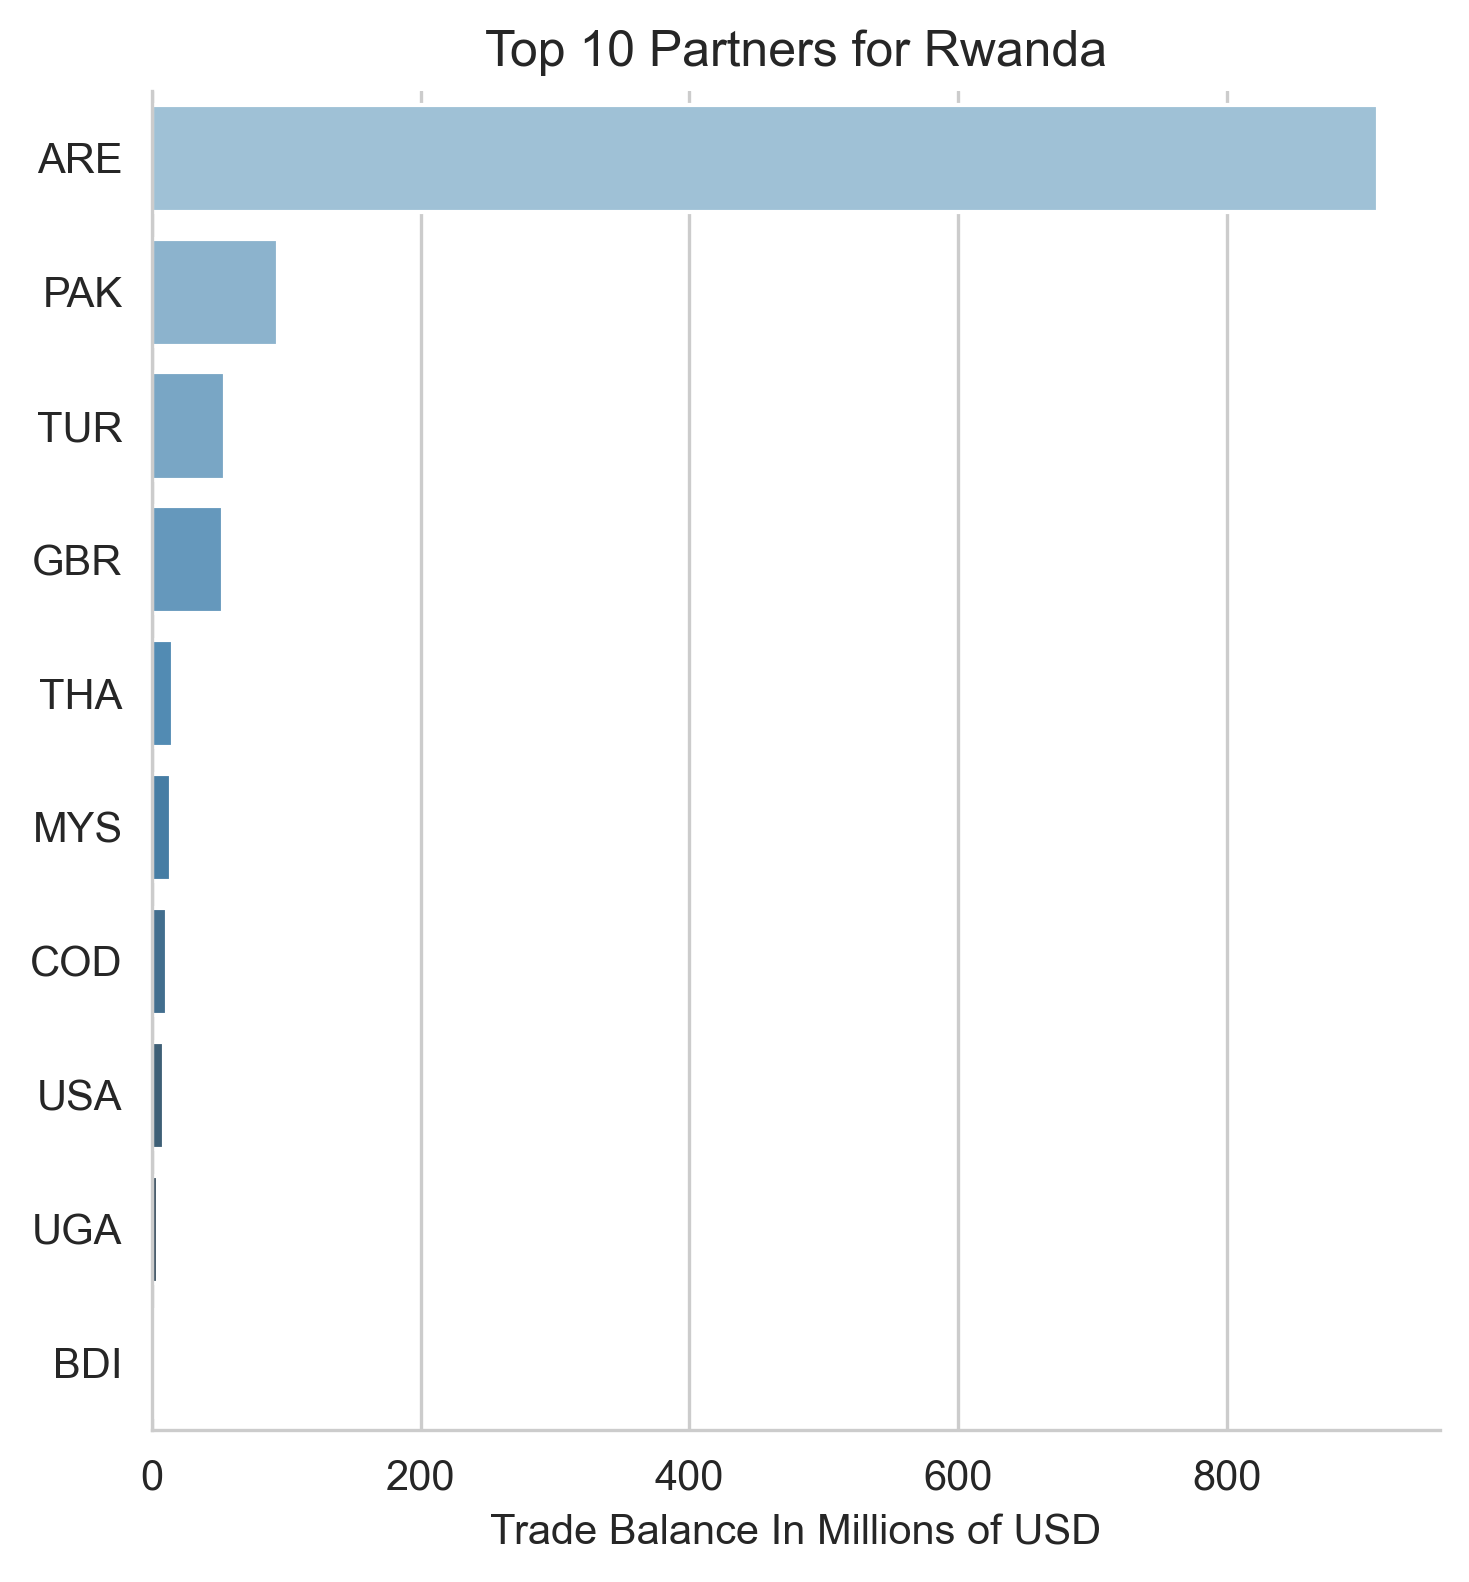 Top 10 Partners for Rwanda
ARE
PAK
TUR
GBR
THA
MYS
COD
USA
UGA
BDI
0 200 400 600 800
Trade Balance In Millions of USD